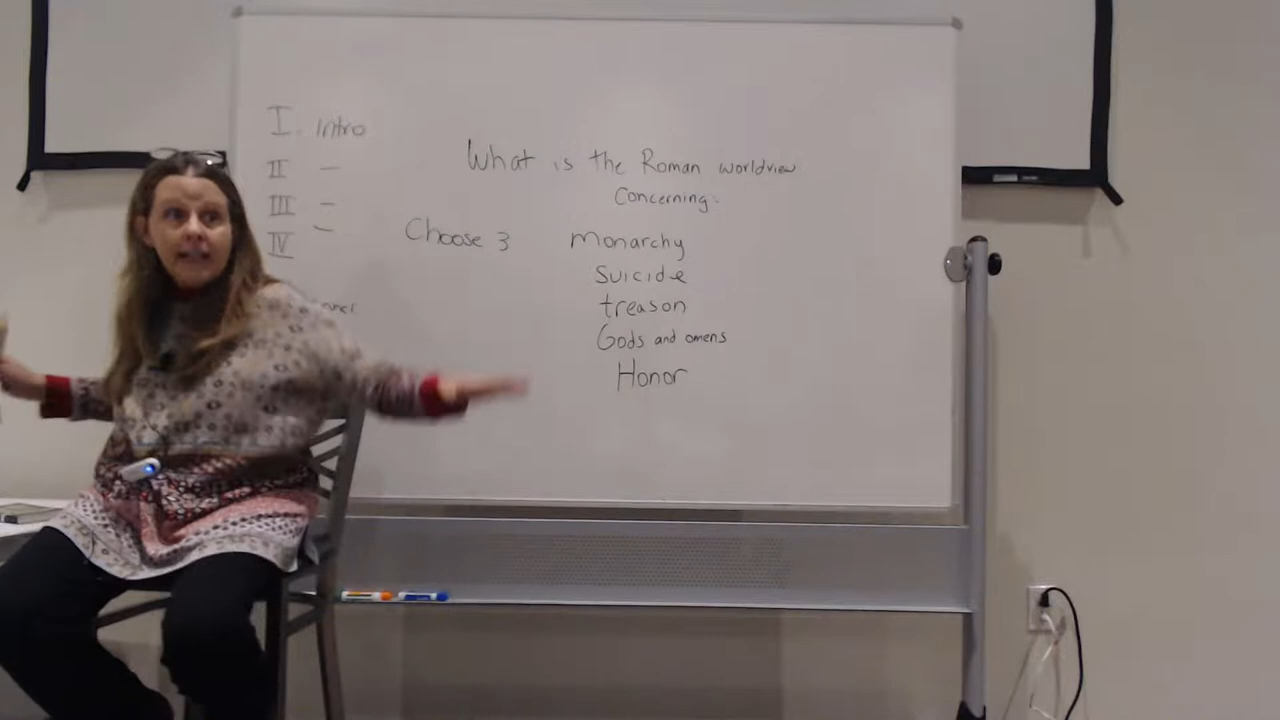 I. Intro
II –
III –
IV –
What is the Roman worldview
Concerning:
Choose 3
Monarchy
Suicide
treason
Gods and omens
Honor